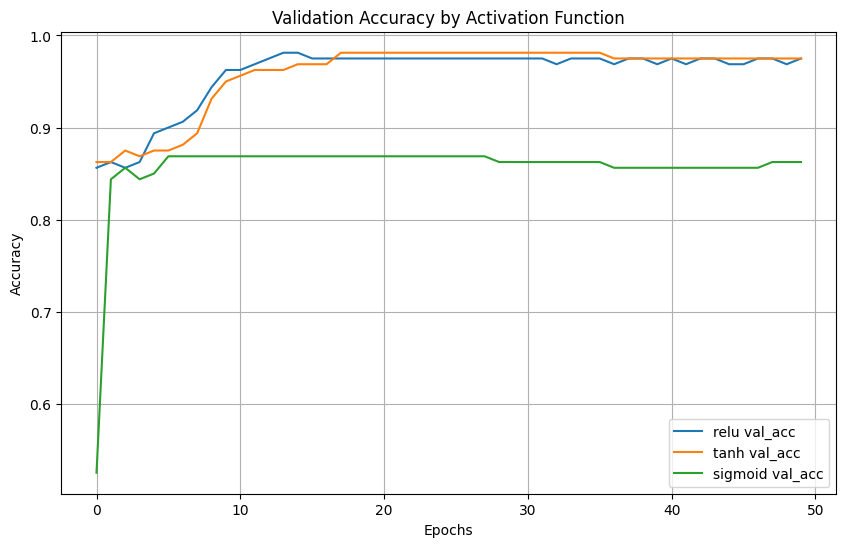 Validation Accuracy by Activation Function
1.0
0.9
0.8
0.7
0.6
Accuracy
relu val_acc
tanh val_acc
sigmoid val_acc
0 10 20 30 40 50
Epochs